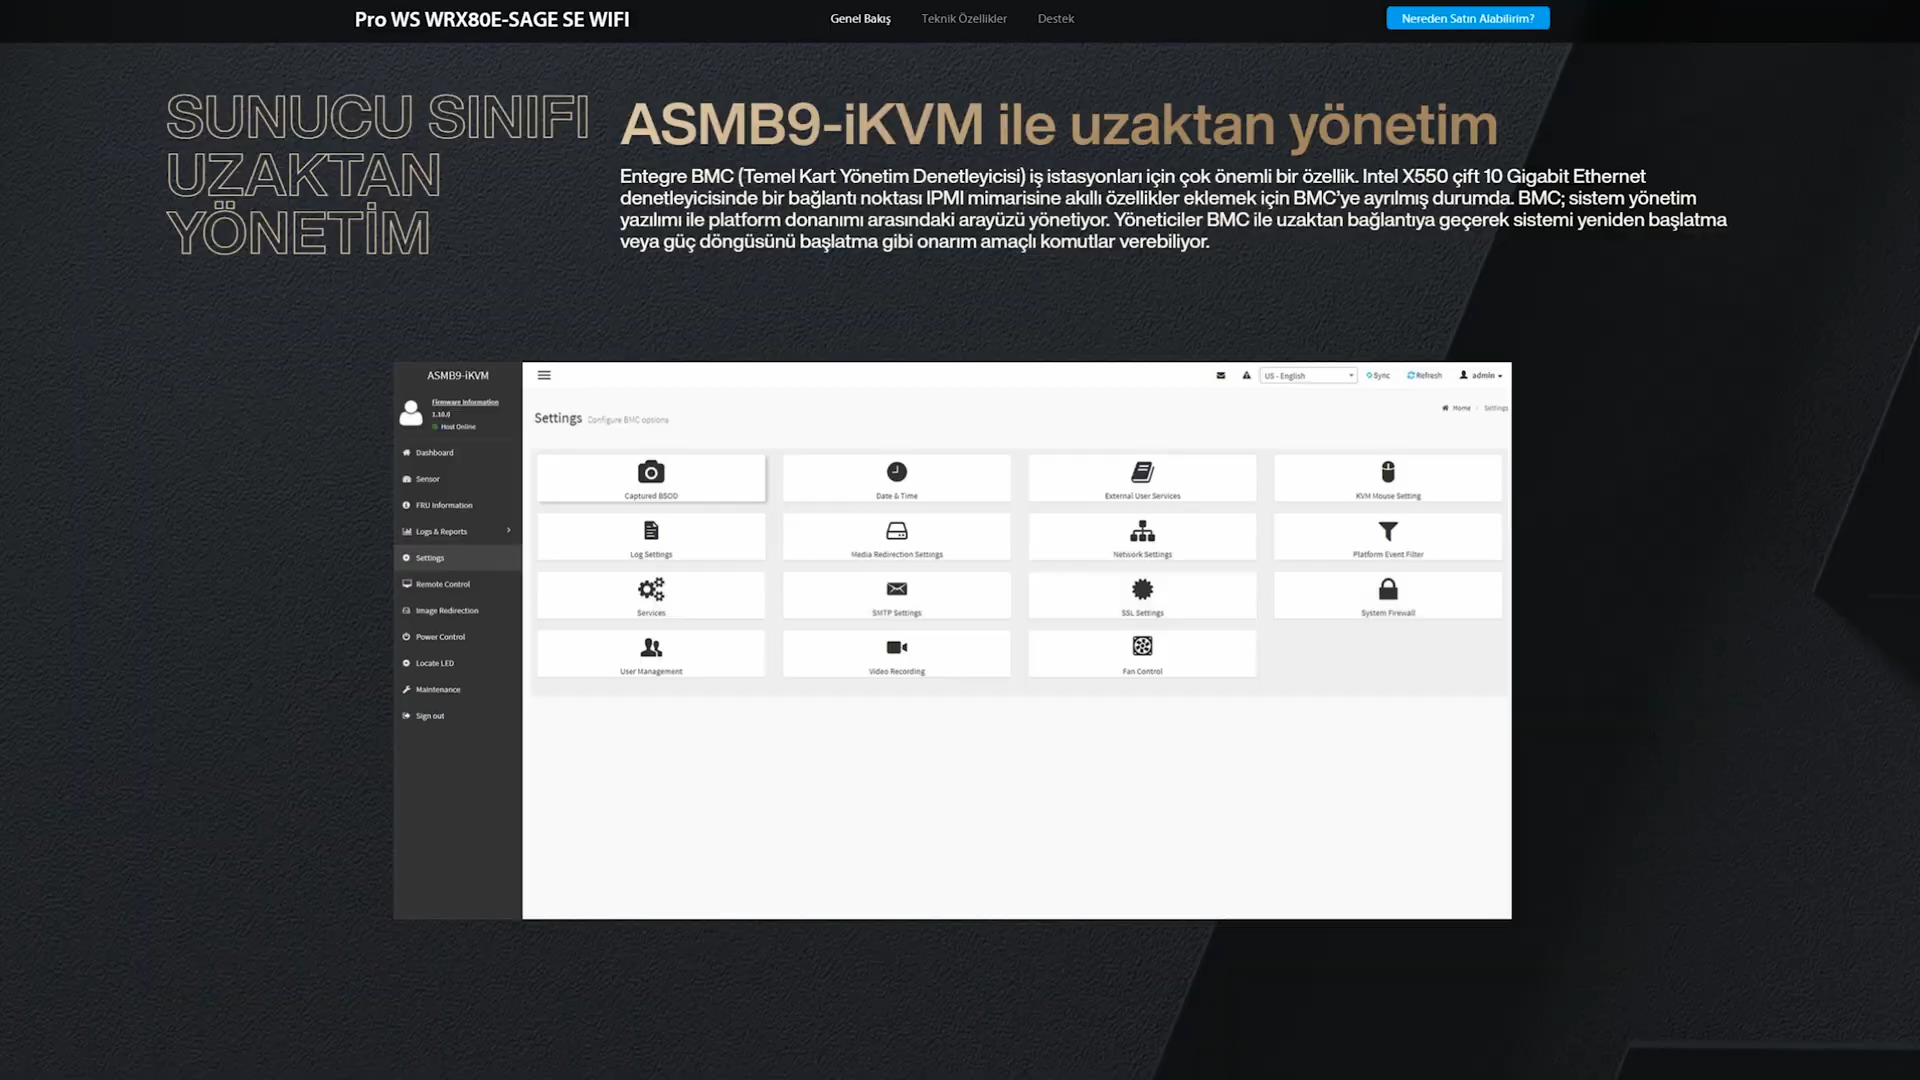 Pro WS WRX80E-SAGE SE WIFI
Genel Bakış
Teknik Özellikler
Destek
Nereden Satın Alabilirim?
SUNUCU SINIFI
UZAKTAN
YÖNETİM
ASMB9-iKVM ile uzaktan yönetim
Entegre BMC (Temel Kart Yönetim Denetleyicisi) iş istasyonları için çok önemli bir özellik. Intel X550 çift 10 Gigabit Ethernet
denetleyicisinde bir bağlantı noktası IPMI mimarisine akıllı özellikler eklemek için BMC'ye ayrılmış durumda. BMC; sistem yönetim
yazılımı ile platform donanımı arasındaki arayüzü yönetiyor. Yöneticiler BMC ile uzaktan bağlantıya geçerek sistemi yeniden başlatma
veya güç döngüsünü başlatma gibi onarım amaçlı komutlar verebiliyor.
ASMB9-iKVM
Firmware Information
1.10.0
Host Online
Dashboard
Sensor
FRU Information
Logs & Reports
Settings
Remote Control
Image Redirection
Power Control
Locate LED
Maintenance
Sign out
US - English
Sync
Refresh
admin
Settings Configure BMC options
Home
Settings
Captured BSOD
Date & Time
External User Services
KVM Mouse Setting
Log Settings
Media Redirection Settings
Network Settings
Platform Event Filter
Services
SMTP Settings
SSL Settings
System Firewall
User Management
Video Recording
Fan Control